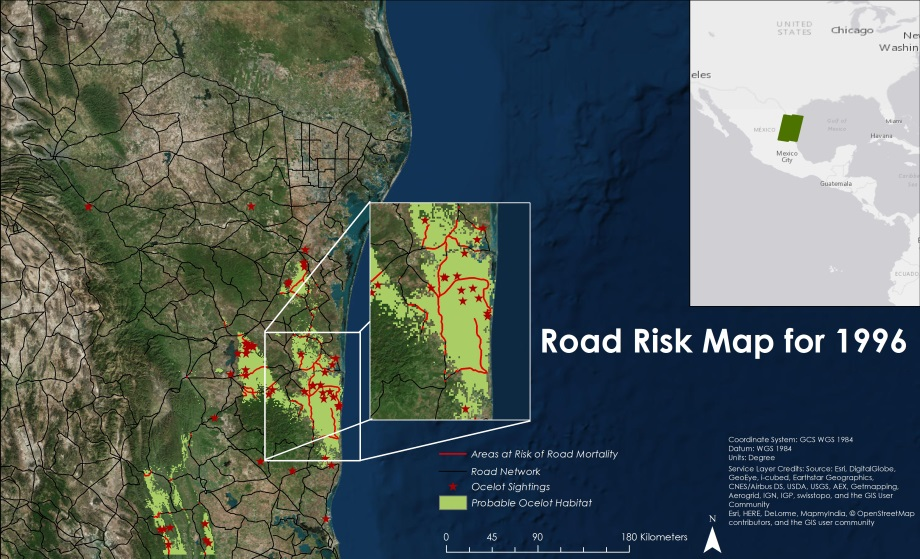 UNITED
STATES
Chicago
New
Washin
eles
MÉXICO
Gulf of
Mexico
Miami
Havana
Mexico
City
Guatemala
ECUADO
Road Risk Map for 1996
Areas at Risk of Road Mortality
Road Network
Ocelot Sightings
Probable Ocelot Habitat
0 45 90 180 Kilometers
Coordinate System: GCS WGS 1984
Datum: WGS 1984
Units: Degree
Service Layer Credits: Source: Esri, DigitalGlobe,
GeoEye, i-cubed, Earthstar Geographics,
CNES/Airbus DS, USDA, USGS, AEX, Getmapping,
Aerogrid, IGN, IGP, swisstopo, and the GIS User
Community
Esri, HERE, DeLorme, MapmyIndia, © OpenStreetMap
contributors, and the GIS user community
N